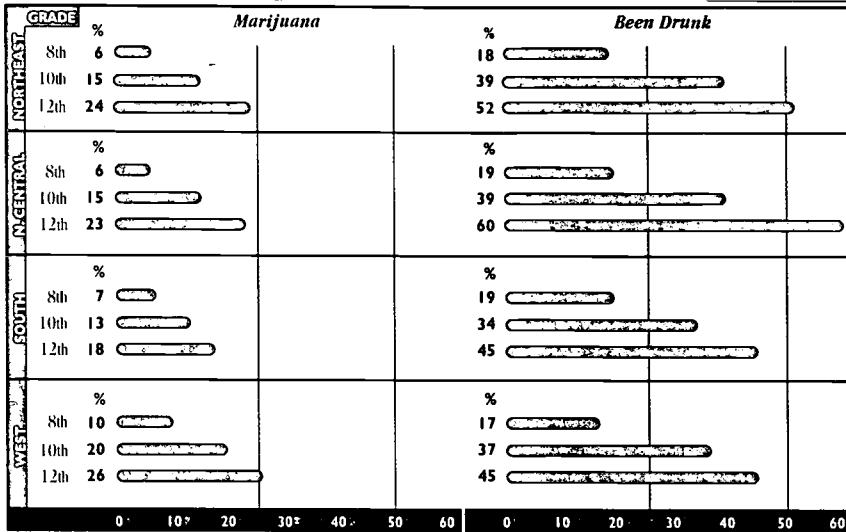 GRADE Marijuana Been Drunk
NORTHEAST
% %
8th 6 18
10th 15 39
12th 24 52
N. CENTRAL
% %
8th 6 19
10th 15 39
12th 23 60
SOUTH
% %
8th 7 19
10th 13 34
12th 18 45
WEST
% %
8th 10 17
10th 20 37
12th 26 45
0 10 20 30 40 50 60 0 10 20 30 40 50 60